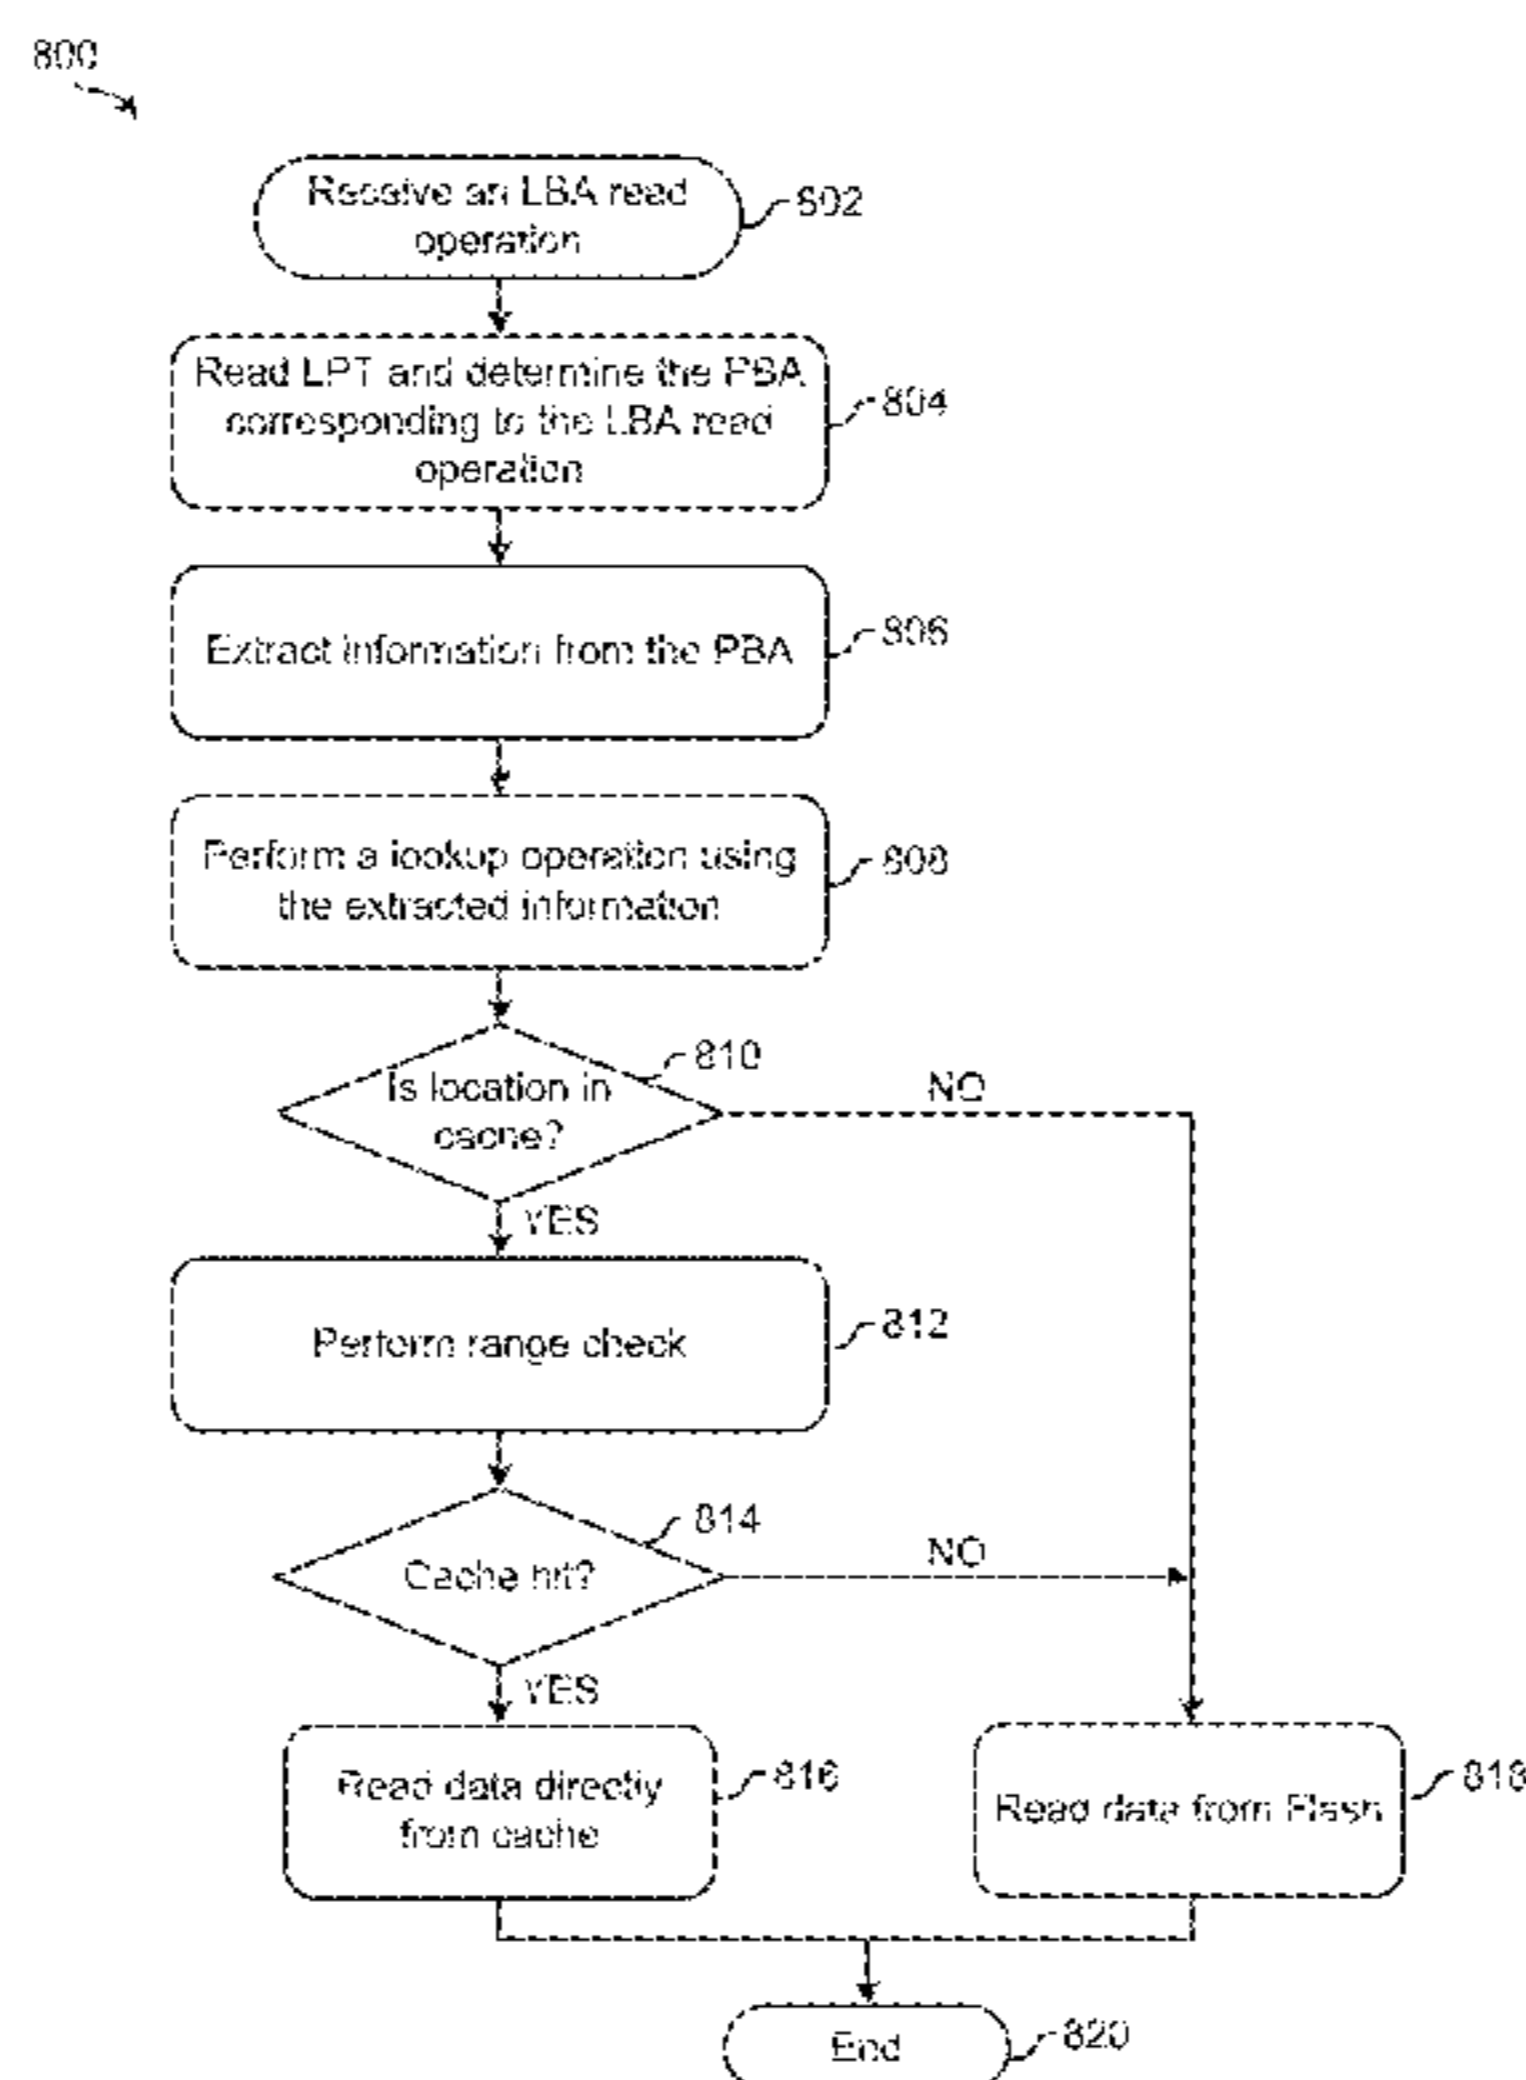 800
Receive an LBA read
operation
802
Read LPT and determine the PBA
corresponding to the LBA read
operation
804
Extract information from the PBA
806
Perform a lookup operation using
the extracted information
808
810
Is location in
cache?
NO
YES
Perform range check
812
814
Cache hit?
NO
YES
Read data directly
from cache
816
Read data from Flash
818
End
820